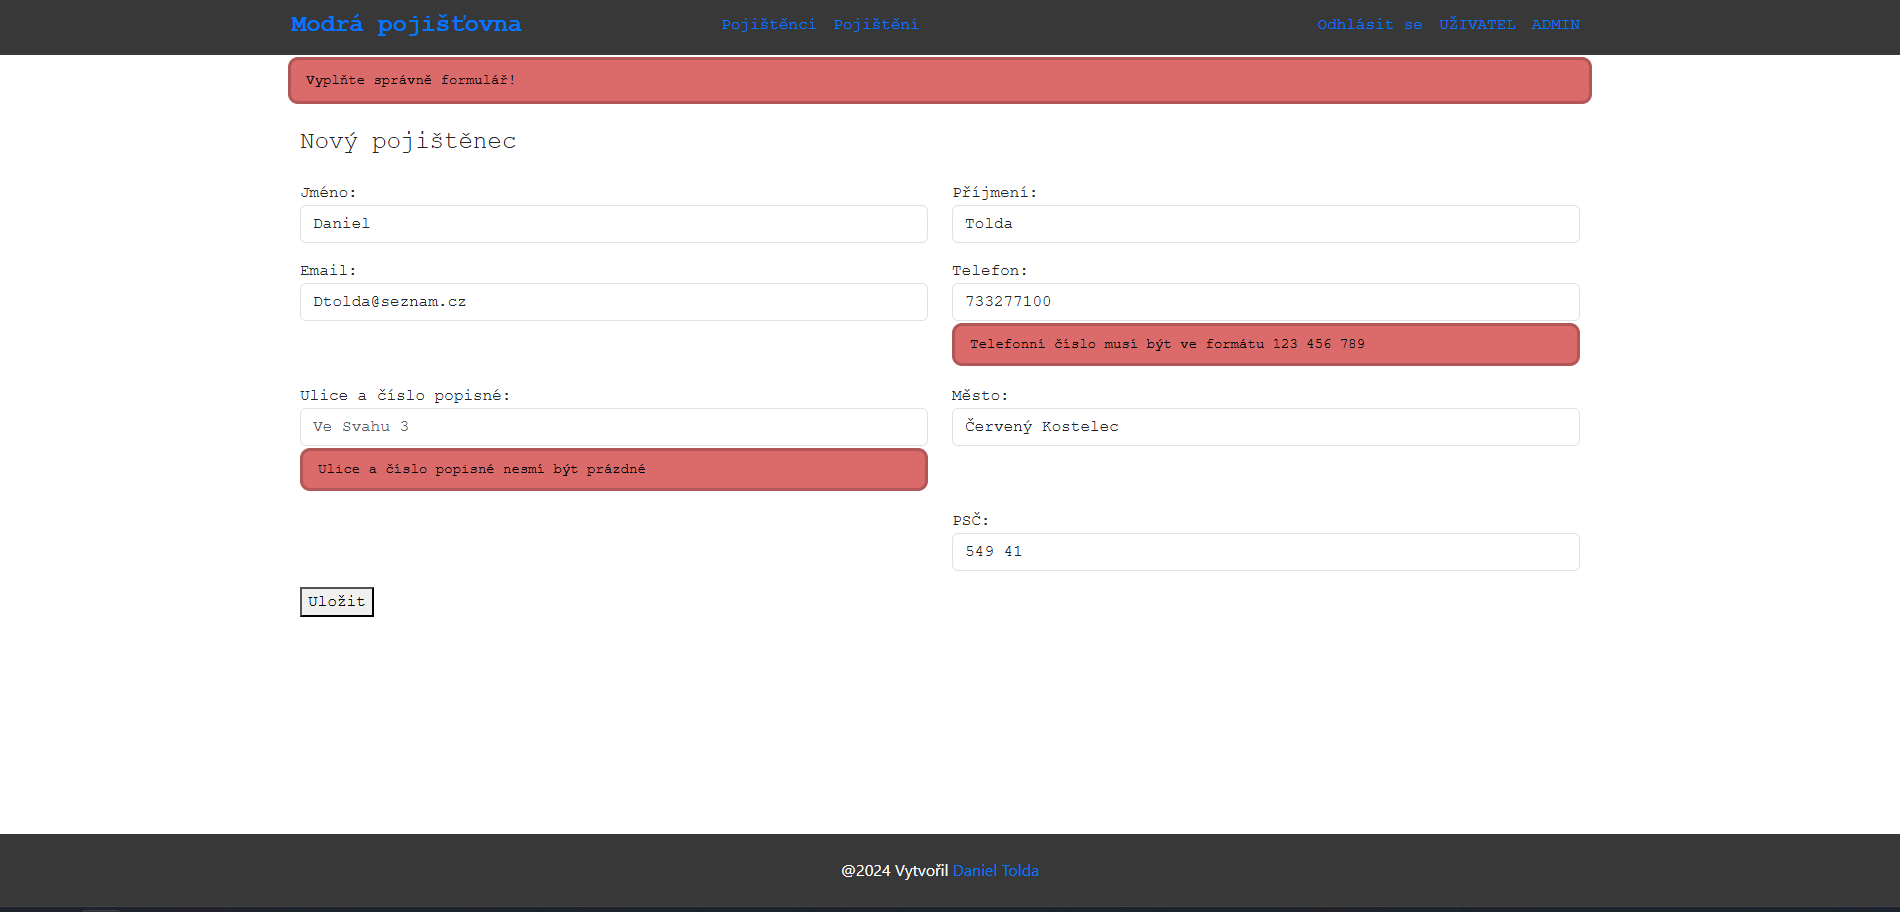 Modrá pojišťovna Pojištěnci Pojištění Odhlásit se UŽIVATEL ADMIN
Vyplňte správně formulář!
Nový pojištěnec
Jméno: Příjmení:
Daniel Tolda
Email: Telefon:
Dtolda@seznam.cz 733277100
Telefonní číslo musí být ve formátu 123 456 789
Ulice a číslo popisné: Město:
Ve Svahu 3 Červený Kostelec
Ulice a číslo popisné nesmí být prázdné
PSČ:
549 41
Uložit
@2024 Vytvořil Daniel Tolda